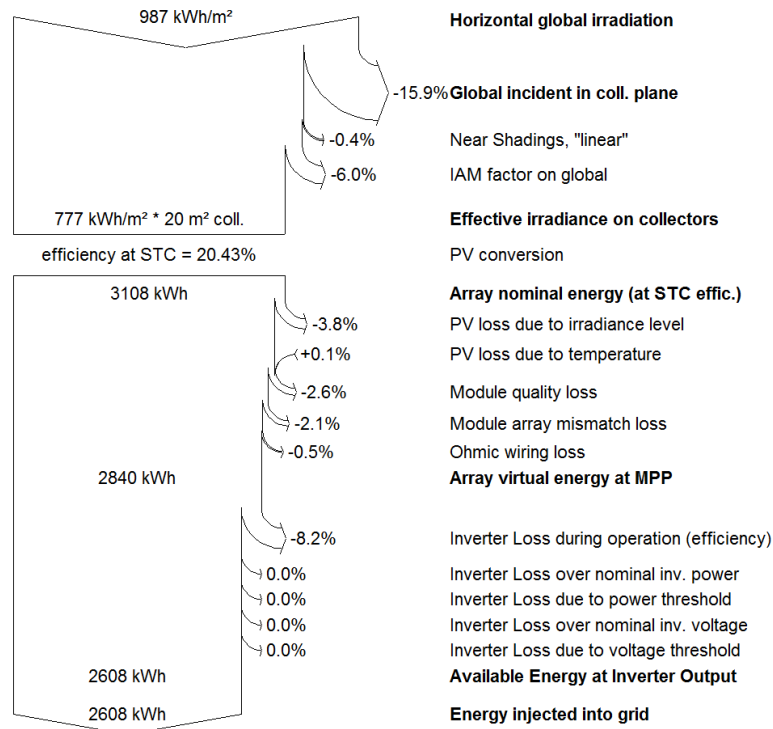 987 kWh/m² Horizontal global irradiation
-15.9% Global incident in coll. plane
-0.4% Near Shadings, "linear"
-6.0% IAM factor on global
777 kWh/m² * 20 m² coll. Effective irradiance on collectors
efficiency at STC = 20.43% PV conversion
3108 kWh Array nominal energy (at STC effic.)
-3.8% PV loss due to irradiance level
+0.1% PV loss due to temperature
-2.6% Module quality loss
-2.1% Module array mismatch loss
-0.5% Ohmic wiring loss
2840 kWh Array virtual energy at MPP
-8.2% Inverter Loss during operation (efficiency)
0.0% Inverter Loss over nominal inv. power
0.0% Inverter Loss due to power threshold
0.0% Inverter Loss over nominal inv. voltage
0.0% Inverter Loss due to voltage threshold
2608 kWh Available Energy at Inverter Output
2608 kWh Energy injected into grid